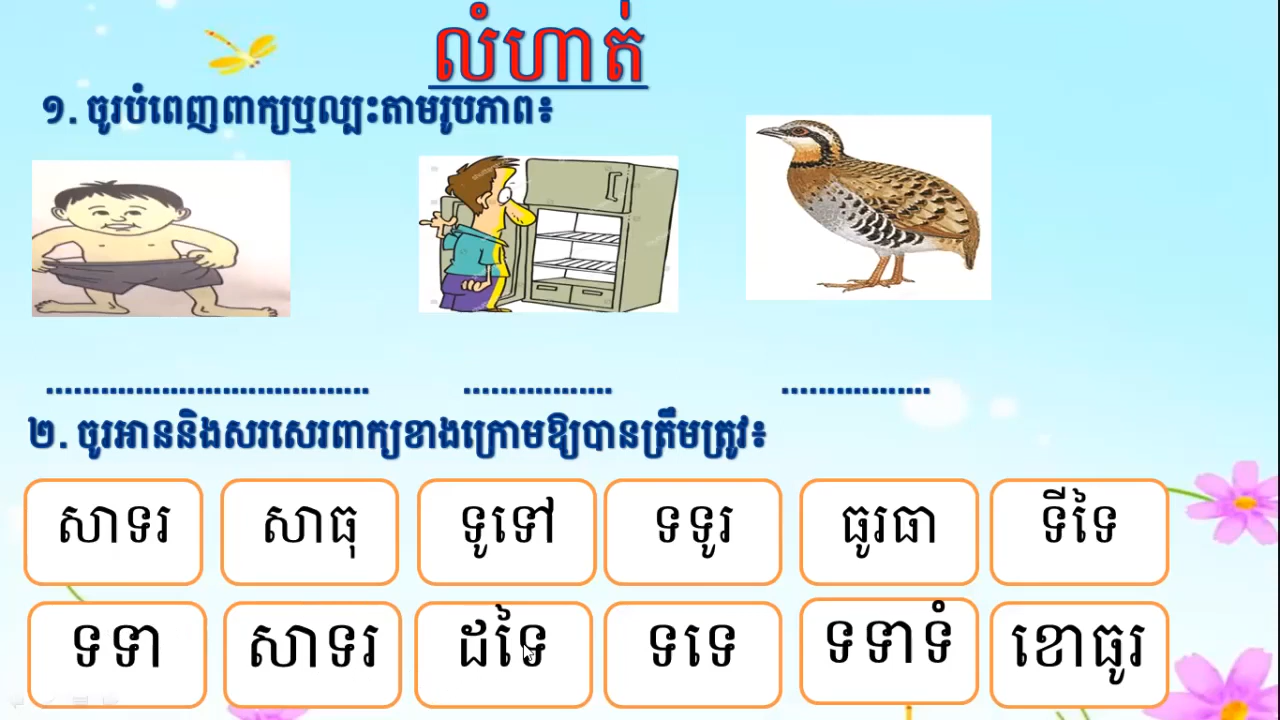 លំហាត់
១. ចូរបំពេញពាក្យឬល្បះតាមរូបភាព៖
.................................... ................. .................
២. ចូរអាននិងសរសេរពាក្យខាងក្រោមឱ្យបានត្រឹមត្រូវ៖
សាទរ សាធុ ទូទៅ ទទូរ ធូរធា ទីទៃ
ទទា សាទរ ដទៃ ទទេ ទទាទំ ខោធូរ